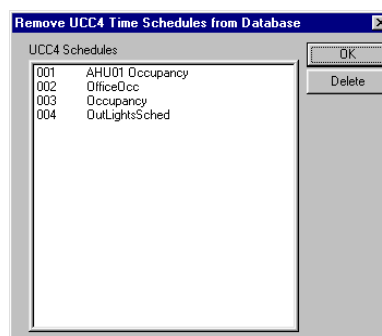 Remove UCC4 Time Schedules from Database
UCC4 Schedules
OK
Delete
001 AHU01 Occupancy
002 OfficeOcc
003 Occupancy
004 OutLightsSched